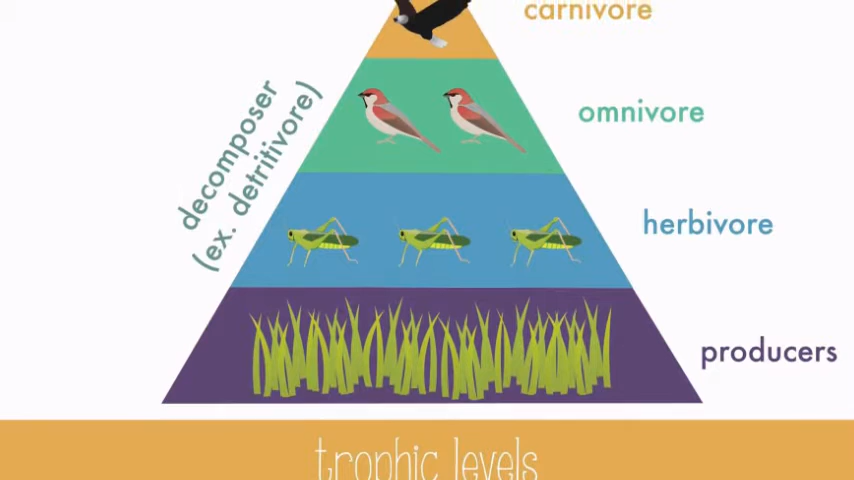 carnivore
omnivore
decomposer
(ex. detritivore)
herbivore
producers
trophic levels